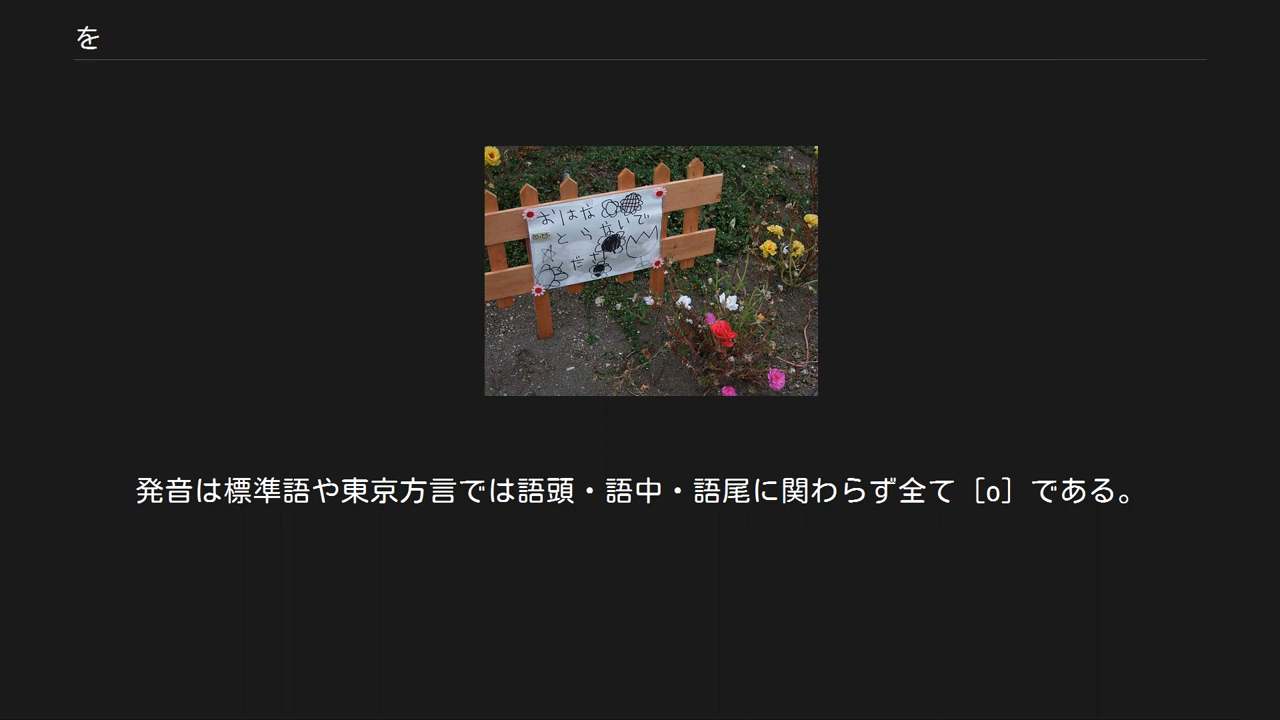 を
おはな
とらないで
発音は標準語や東京方言では語頭・語中・語尾に関わらず全て［o］である。